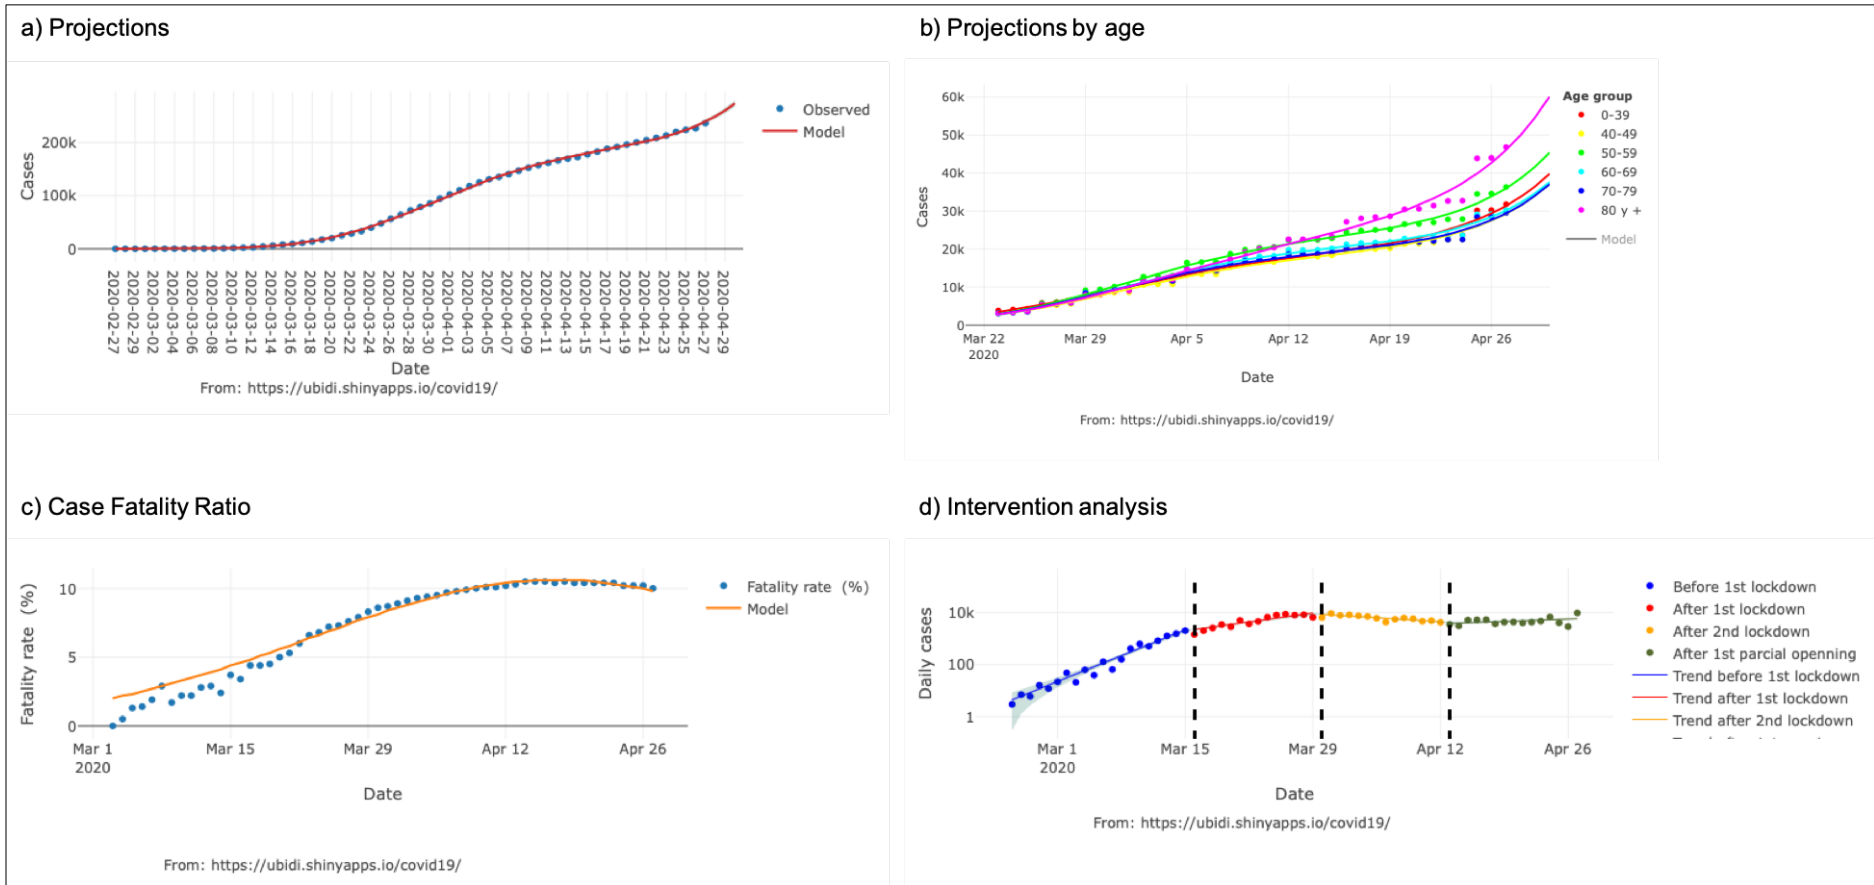 a) Projections
200k
100k
0
Cases
2020-02-27
2020-02-29
2020-03-02
2020-03-04
2020-03-06
2020-03-08
2020-03-10
2020-03-12
2020-03-14
2020-03-16
2020-03-18
2020-03-20
2020-03-22
2020-03-24
2020-03-26
2020-03-28
2020-03-30
2020-04-01
2020-04-03
2020-04-05
2020-04-07
2020-04-09
2020-04-11
2020-04-13
2020-04-15
2020-04-17
2020-04-19
2020-04-21
2020-04-23
2020-04-25
2020-04-27
2020-04-29
Date
From: https://ubidi.shinyapps.io/covid19/
Observed
Model
b) Projections by age
60k
50k
40k
30k
20k
10k
0
Cases
Mar 22
2020
Mar 29
Apr 5
Apr 12
Apr 19
Apr 26
Date
From: https://ubidi.shinyapps.io/covid19/
Age group
0-39
40-49
50-59
60-69
70-79
80 y +
Model
c) Case Fatality Ratio
10
5
0
Fatality rate (%)
Mar 1
2020
Mar 15
Mar 29
Apr 12
Apr 26
Date
From: https://ubidi.shinyapps.io/covid19/
Fatality rate (%)
Model
d) Intervention analysis
10k
100
1
Daily cases
Mar 1
2020
Mar 15
Mar 29
Apr 12
Apr 26
Date
From: https://ubidi.shinyapps.io/covid19/
Before 1st lockdown
After 1st lockdown
After 2nd lockdown
After 1st parcial openning
Trend before 1st lockdown
Trend after 1st lockdown
Trend after 2nd lockdown